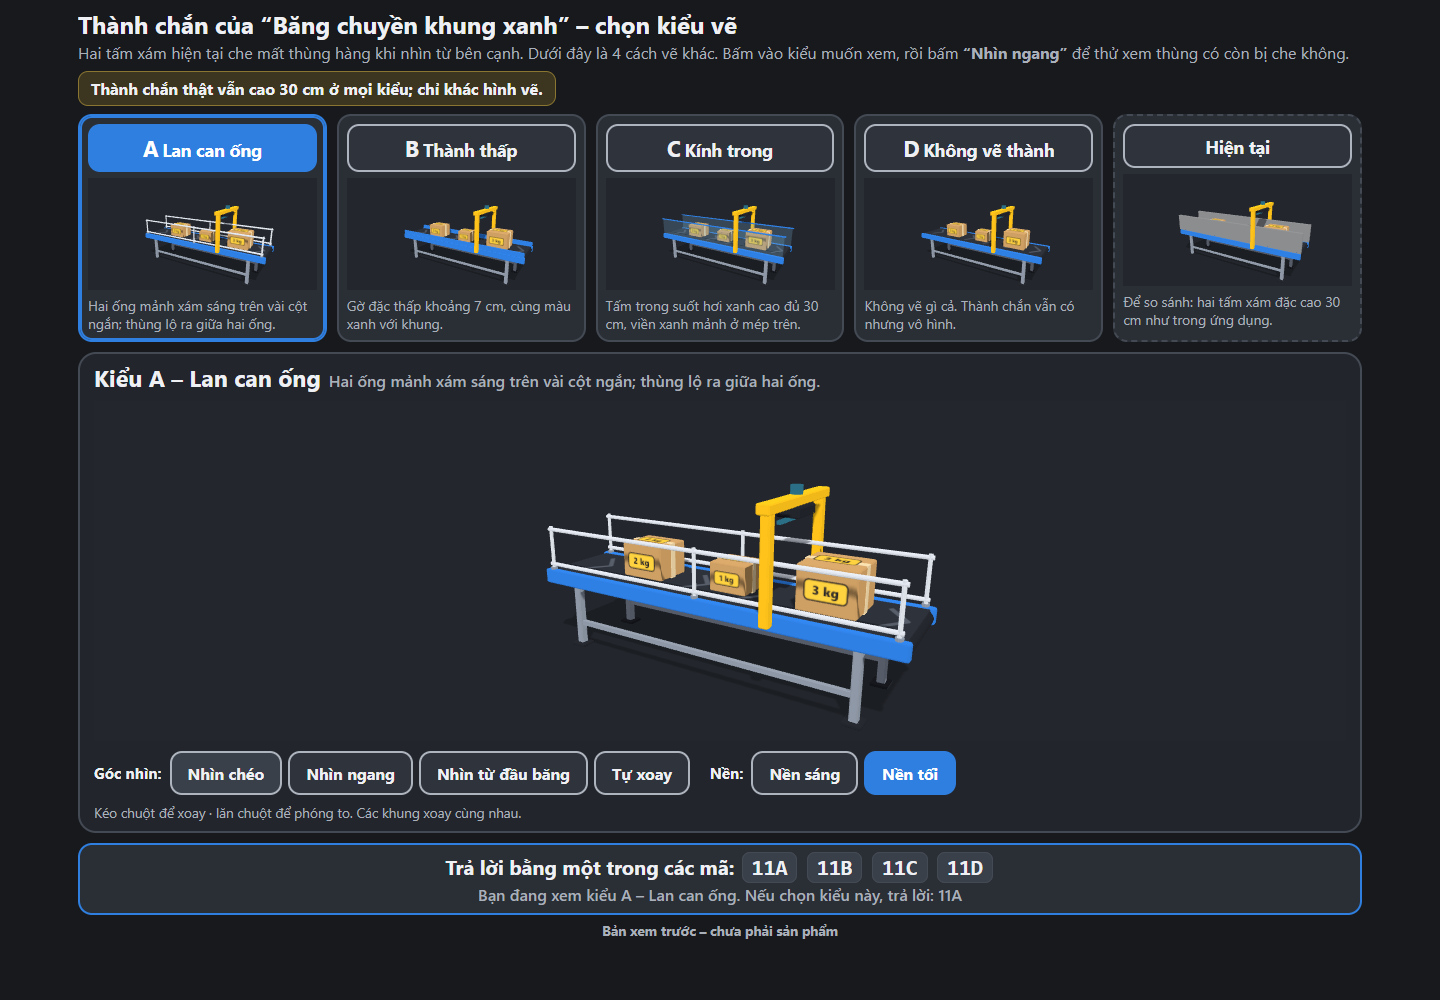 Thành chắn của “Băng chuyền khung xanh” – chọn kiểu vẽ
Hai tấm xám hiện tại che mất thùng hàng khi nhìn từ bên cạnh. Dưới đây là 4 cách vẽ khác. Bấm vào kiểu muốn xem, rồi bấm “Nhìn ngang” để thử xem thùng có còn bị che không.
Thành chắn thật vẫn cao 30 cm ở mọi kiểu; chỉ khác hình vẽ.
A Lan can ống
Hai ống mảnh xám sáng trên vài cột
ngắn; thùng lộ ra giữa hai ống.
B Thành thấp
Gờ đặc thấp khoảng 7 cm, cùng màu
xanh với khung.
C Kính trong
Tấm trong suốt hơi xanh cao đủ 30
cm, viền xanh mảnh ở mép trên.
D Không vẽ thành
Không vẽ gì cả. Thành chắn vẫn có
nhưng vô hình.
Hiện tại
Để so sánh: hai tấm xám đặc cao 30
cm như trong ứng dụng.
Kiểu A – Lan can ống Hai ống mảnh xám sáng trên vài cột ngắn; thùng lộ ra giữa hai ống.
2 kg
1 kg
3 kg
Góc nhìn: Nhìn chéo Nhìn ngang Nhìn từ đầu băng Tự xoay Nền: Nền sáng Nền tối
Kéo chuột để xoay · lăn chuột để phóng to. Các khung xoay cùng nhau.
Trả lời bằng một trong các mã: 11A 11B 11C 11D
Bạn đang xem kiểu A – Lan can ống. Nếu chọn kiểu này, trả lời: 11A
Bản xem trước – chưa phải sản phẩm